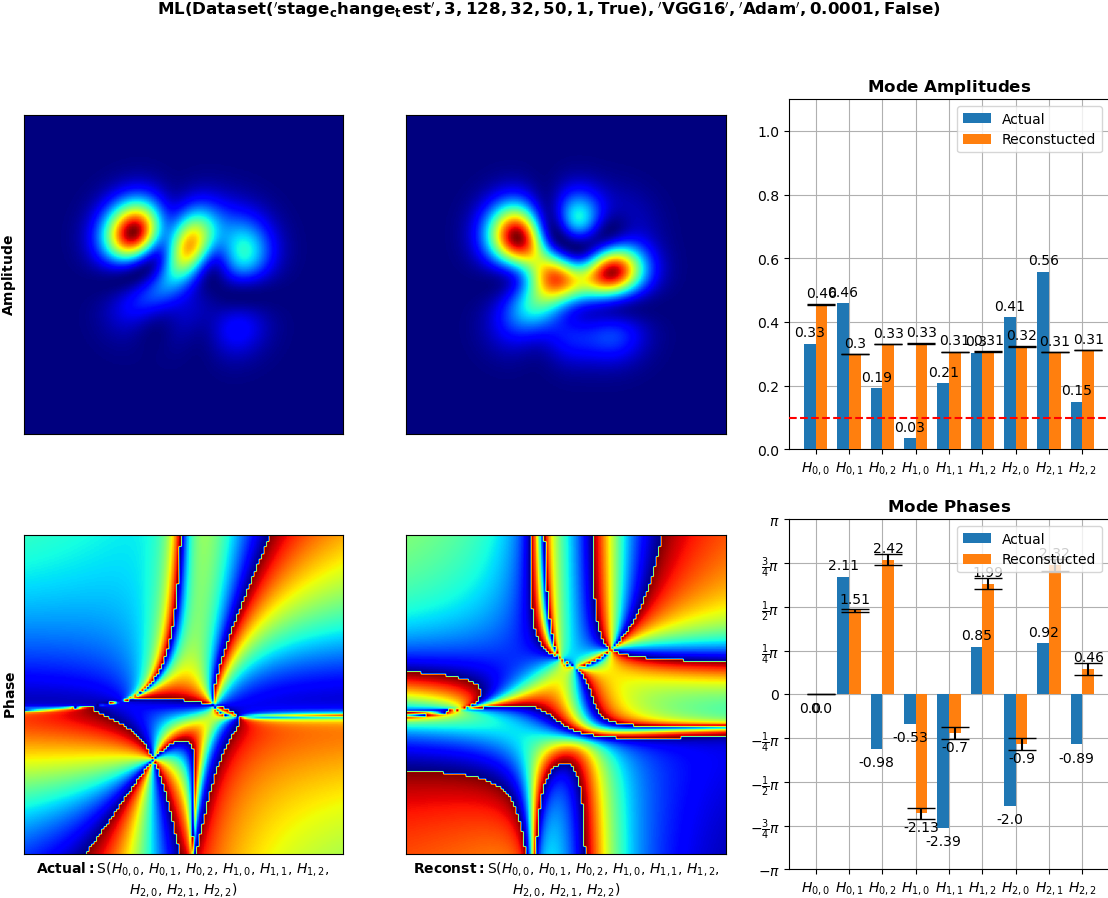 ML(Dataset('stage_change_test', 3, 128, 32, 50, 1, True), 'VGG16', 'Adam', 0.0001, False)
Amplitude
Mode Amplitudes
Actual
Reconstucted
1.0
0.8
0.6
0.4
0.2
0.0
0.33
0.46
0.46
0.3
0.19
0.33
0.03
0.33
0.21
0.31
0.3
0.31
0.41
0.32
0.56
0.31
0.15
0.31
H0,0 H0,1 H0,2 H1,0 H1,1 H1,2 H2,0 H2,1 H2,2
Phase
Actual: S(H0,0, H0,1, H0,2, H1,0, H1,1, H1,2,
H2,0, H2,1, H2,2)
Reconst: S(H0,0, H0,1, H0,2, H1,0, H1,1, H1,2,
H2,0, H2,1, H2,2)
Mode Phases
Actual
Reconstucted
π
3/4π
1/2π
1/4π
0
−1/4π
−1/2π
−3/4π
−π
0.0
0.0
2.11
1.51
-0.98
2.42
-0.53
-2.13
-2.39
-0.7
0.85
1.99
-2.0
-0.9
0.92
2.32
-0.89
0.46
H0,0 H0,1 H0,2 H1,0 H1,1 H1,2 H2,0 H2,1 H2,2